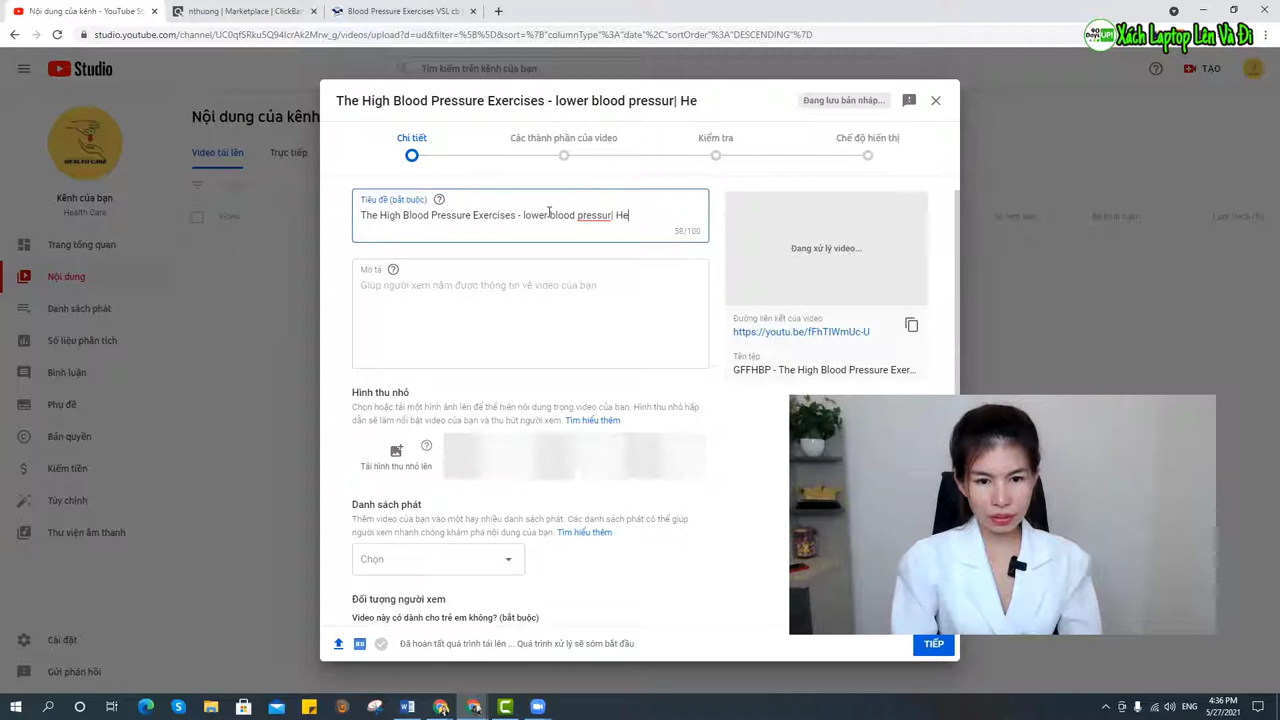 Nội dung của kênh - YouTube S
nhtuong | Marketplace | ClickBa
Blood Pressure Exercises VSL cb
studio.youtube.com/channel/UC0qfsRkuSQ94IcrAk2Mrw_g/videos/upload?d=ud&filter=%5B%5D&sort=%7B"columnType"%3A"date"%2C"sortOrder"%3A"DESCENDING"%7D
90 Days UP! Xách Laptop Lên Và Đi
Studio
Tìm kiếm trên kênh của bạn
TẠO
HEALTH CARE
Kênh của bạn
Health Care
Trang tổng quan
Nội dung
Danh sách phát
Số liệu phân tích
Bình luận
Phụ đề
Bản quyền
Kiếm tiền
Tùy chỉnh
Thư viện âm thanh
Cài đặt
Gửi phản hồi
Nội dung của kênh
Video tải lên
Trực tiếp
Video
The High Blood Pressure Exercises - lower blood pressur| He
Đang lưu bản nháp...
Chi tiết
Các thành phần của video
Kiểm tra
Chế độ hiển thị
Tiêu đề (bắt buộc)
The High Blood Pressure Exercises - lower blood pressur| He
58/100
Mô tả
Giúp người xem nắm được thông tin về video của bạn
Hình thu nhỏ
Chọn hoặc tải một hình ảnh lên để thể hiện nội dung trong video của bạn. Hình thu nhỏ hấp
dẫn sẽ làm nổi bật video của bạn và thu hút người xem. Tìm hiểu thêm
Tải hình thu nhỏ lên
Danh sách phát
Thêm video của bạn vào một hay nhiều danh sách phát. Các danh sách phát có thể giúp
người xem nhanh chóng khám phá nội dung của bạn. Tìm hiểu thêm
Chọn
Đối tượng người xem
Video này có dành cho trẻ em không? (bắt buộc)
Đang xử lý video...
Đường liên kết của video
https://youtu.be/fFhTIWmUc-U
Tên tệp
GFFHBP - The High Blood Pressure Exer...
Đã hoàn tất quá trình tải lên ... Quá trình xử lý sẽ sớm bắt đầu
TIẾP
ENG
4:36 PM
5/27/2021